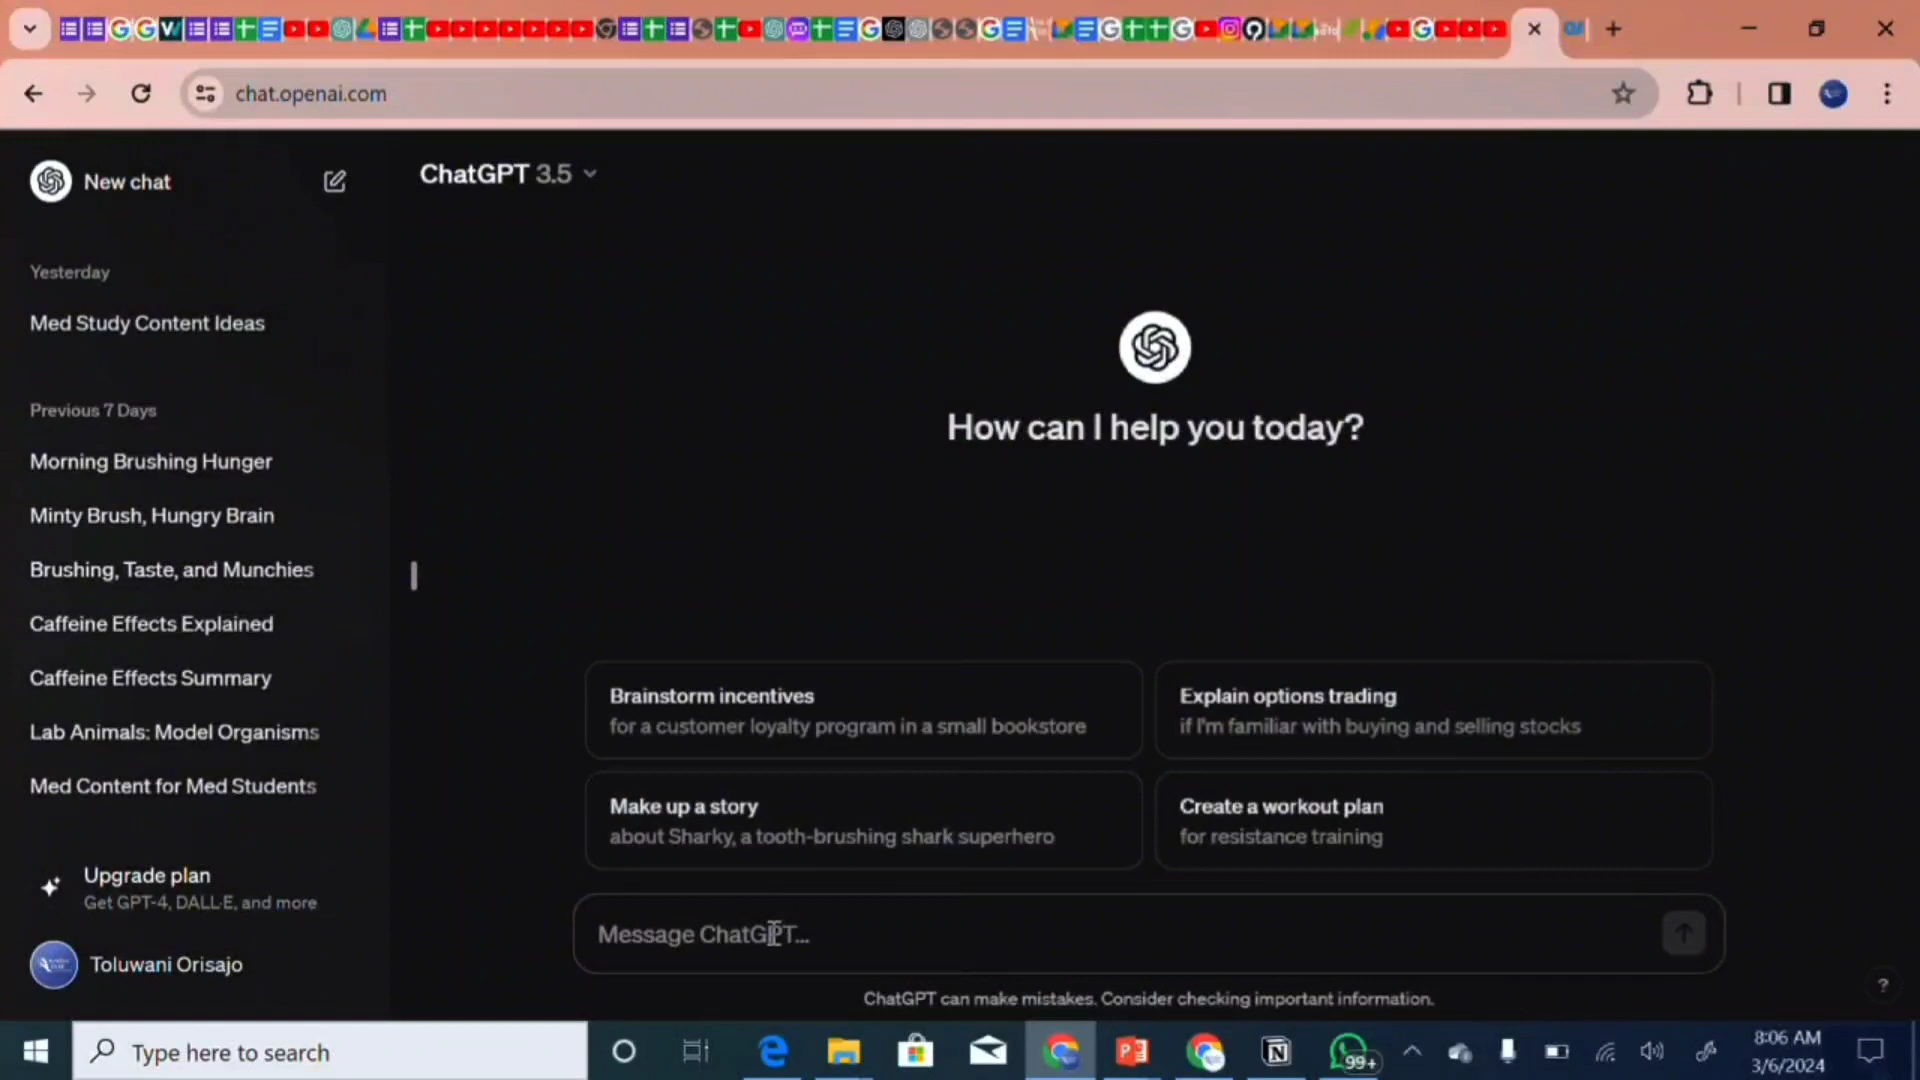 chat.openai.com
New chat
ChatGPT 3.5
Yesterday
Med Study Content Ideas
Previous 7 Days
Morning Brushing Hunger
Minty Brush, Hungry Brain
Brushing, Taste, and Munchies
Caffeine Effects Explained
Caffeine Effects Summary
Lab Animals: Model Organisms
Med Content for Med Students
Upgrade plan
Get GPT-4, DALL·E, and more
Toluwani Orisajo
How can I help you today?
Brainstorm incentives
for a customer loyalty program in a small bookstore
Explain options trading
if I'm familiar with buying and selling stocks
Make up a story
about Sharky, a tooth-brushing shark superhero
Create a workout plan
for resistance training
Message ChatGPT...
ChatGPT can make mistakes. Consider checking important information.
?
Type here to search
99+
8:06 AM
3/6/2024